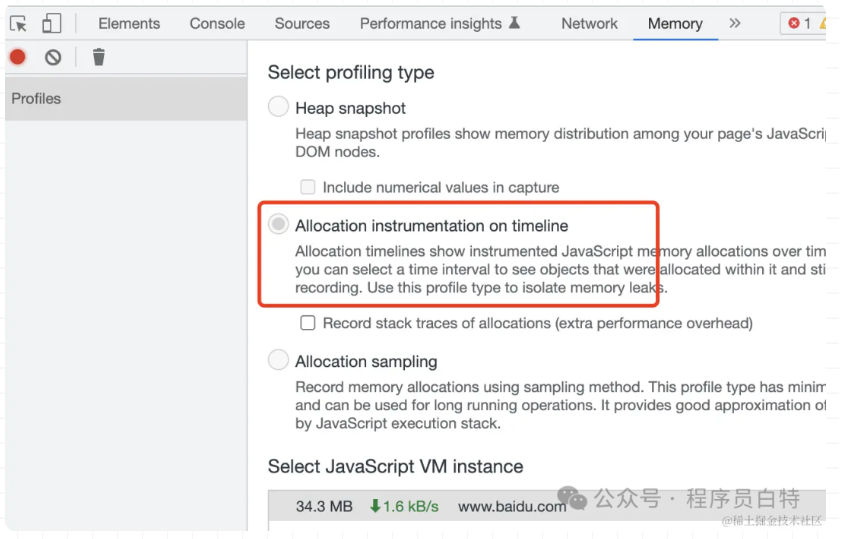 Elements Console Sources Performance insights Network Memory » 1
Profiles
Select profiling type
Heap snapshot
Heap snapshot profiles show memory distribution among your page's JavaScrip
DOM nodes.
Include numerical values in capture
Allocation instrumentation on timeline
Allocation timelines show instrumented JavaScript memory allocations over tim
you can select a time interval to see objects that were allocated within it and sti
recording. Use this profile type to isolate memory leaks.
Record stack traces of allocations (extra performance overhead)
Allocation sampling
Record memory allocations using sampling method. This profile type has minim
and can be used for long running operations. It provides good approximation of
by JavaScript execution stack.
Select JavaScript VM instance
34.3 MB 1.6 kB/s www.baidu.com
公众号 · 程序员白特
@稀土掘金技术社区